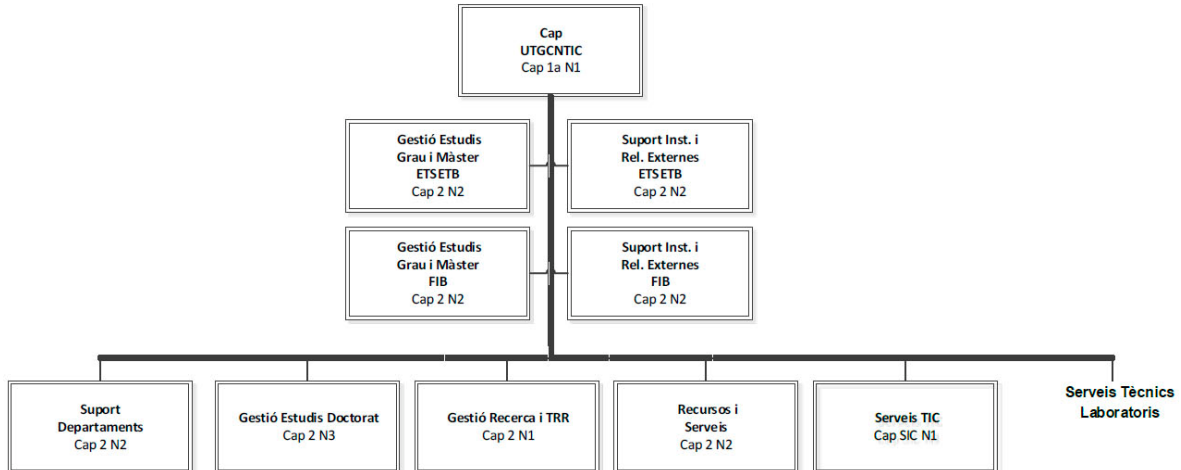 Cap
UTGCNTIC
Cap 1a N1
Gestió Estudis
Grau i Màster
ETSETB
Cap 2 N2
Suport Inst. i
Rel. Externes
ETSETB
Cap 2 N2
Gestió Estudis
Grau i Màster
FIB
Cap 2 N2
Suport Inst. i
Rel. Externes
FIB
Cap 2 N2
Suport
Departaments
Cap 2 N2
Gestió Estudis Doctorat
Cap 2 N3
Gestió Recerca i TRR
Cap 2 N1
Recursos i
Serveis
Cap 2 N2
Serveis TIC
Cap SIC N1
Serveis Tècnics
Laboratoris